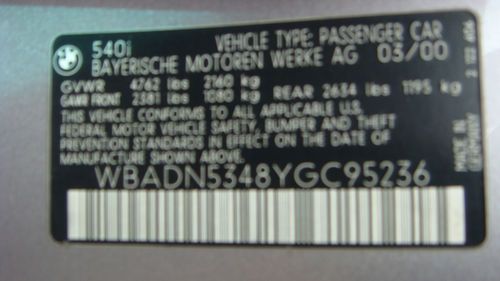 540i VEHICLE TYPE: PASSENGER CAR
BAYERISCHE MOTOREN WERKE AG 03/00
GVWR 4762 lbs 2160 kg
GAWR FRONT 2381 lbs 1080 kg REAR 2634 lbs 1195 kg
THIS VEHICLE CONFORMS TO ALL APPLICABLE U.S.
FEDERAL MOTOR VEHICLE SAFETY, BUMPER, AND THEFT
PREVENTION STANDARDS IN EFFECT ON THE DATE OF
MANUFACTURE SHOWN ABOVE.
WBADN5348YGC95236
MADE IN
GERMANY